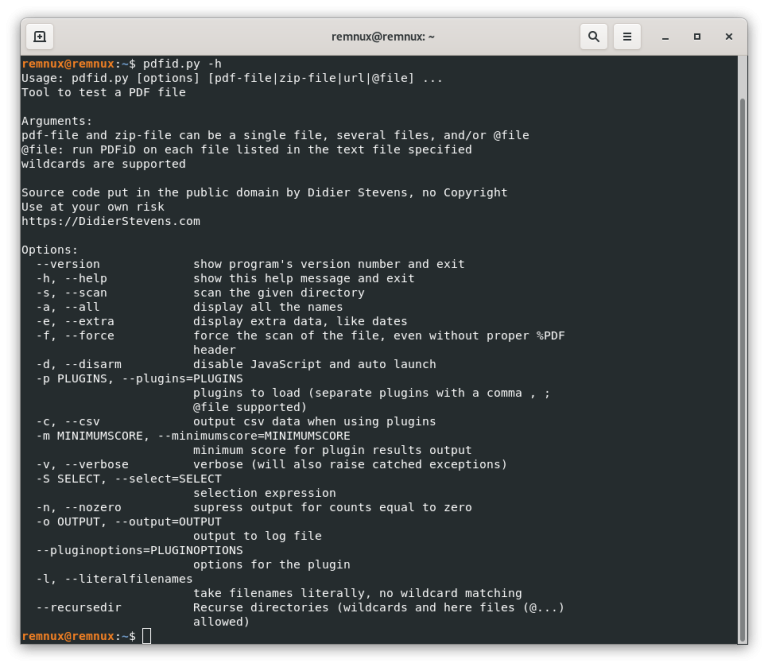 remnux@remnux: ~
remnux@remnux:~$ pdfid.py -h
Usage: pdfid.py [options] [pdf-file|zip-file|url|@file] ...
Tool to test a PDF file

Arguments:
pdf-file and zip-file can be a single file, several files, and/or @file
@file: run PDFiD on each file listed in the text file specified
wildcards are supported

Source code put in the public domain by Didier Stevens, no Copyright
Use at your own risk
https://DidierStevens.com

Options:
  --version             show program's version number and exit
  -h, --help            show this help message and exit
  -s, --scan            scan the given directory
  -a, --all             display all the names
  -e, --extra           display extra data, like dates
  -f, --force           force the scan of the file, even without proper %PDF
                        header
  -d, --disarm          disable JavaScript and auto launch
  -p PLUGINS, --plugins=PLUGINS
                        plugins to load (separate plugins with a comma , ;
                        @file supported)
  -c, --csv             output csv data when using plugins
  -m MINIMUMSCORE, --minimumscore=MINIMUMSCORE
                        minimum score for plugin results output
  -v, --verbose         verbose (will also raise catched exceptions)
  -S SELECT, --select=SELECT
                        selection expression
  -n, --nozero          supress output for counts equal to zero
  -o OUTPUT, --output=OUTPUT
                        output to log file
  --pluginoptions=PLUGINOPTIONS
                        options for the plugin
  -l, --literalfilenames
                        take filenames literally, no wildcard matching
  --recursedir          Recurse directories (wildcards and here files (@...)
                        allowed)
remnux@remnux:~$